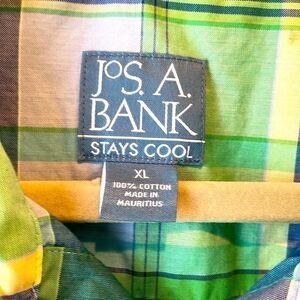 JOS. A.
BANK
STAYS COOL
XL
100% COTTON
MADE IN
MAURITIUS